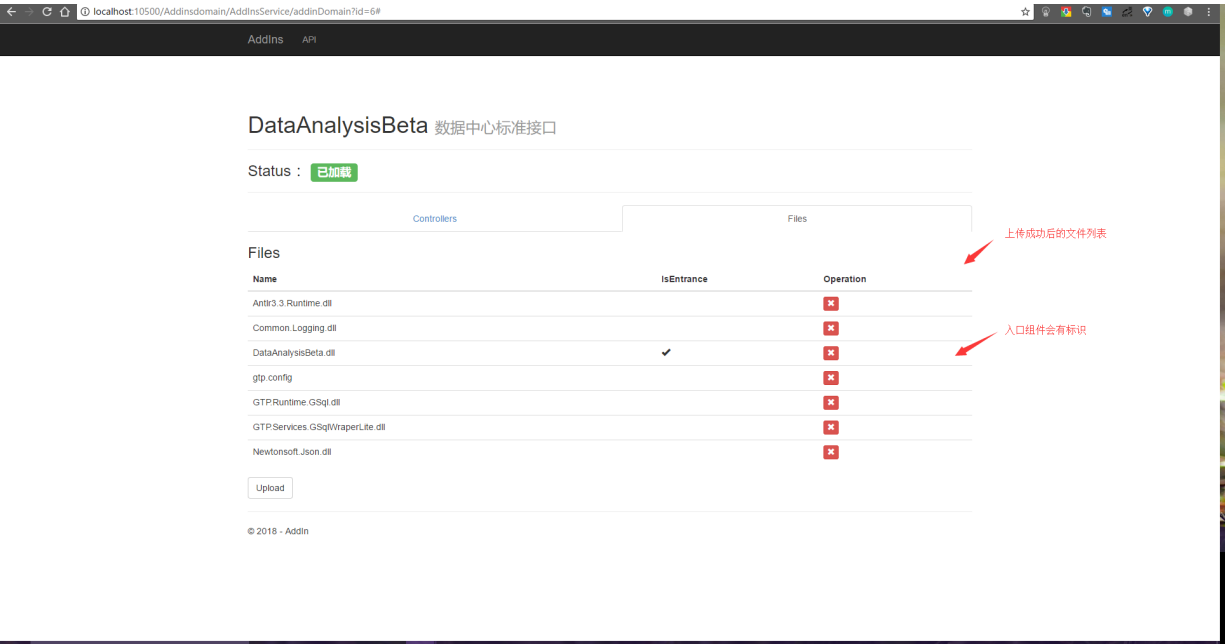 localhost:10500/Addinsdomain/AddInsService/addinDomain?id=6#
AddIns API
DataAnalysisBeta 数据中心标准接口
Status： 已加载
Controllers Files
上传成功后的文件列表
Files
Name IsEntrance Operation
Antlr3.3.Runtime.dll
Common.Logging.dll
入口组件会有标识
DataAnalysisBeta.dll
gtp.config
GTP.Runtime.GSql.dll
GTP.Services.GSqlWraperLite.dll
Newtonsoft.Json.dll
Upload
© 2018 - AddIn